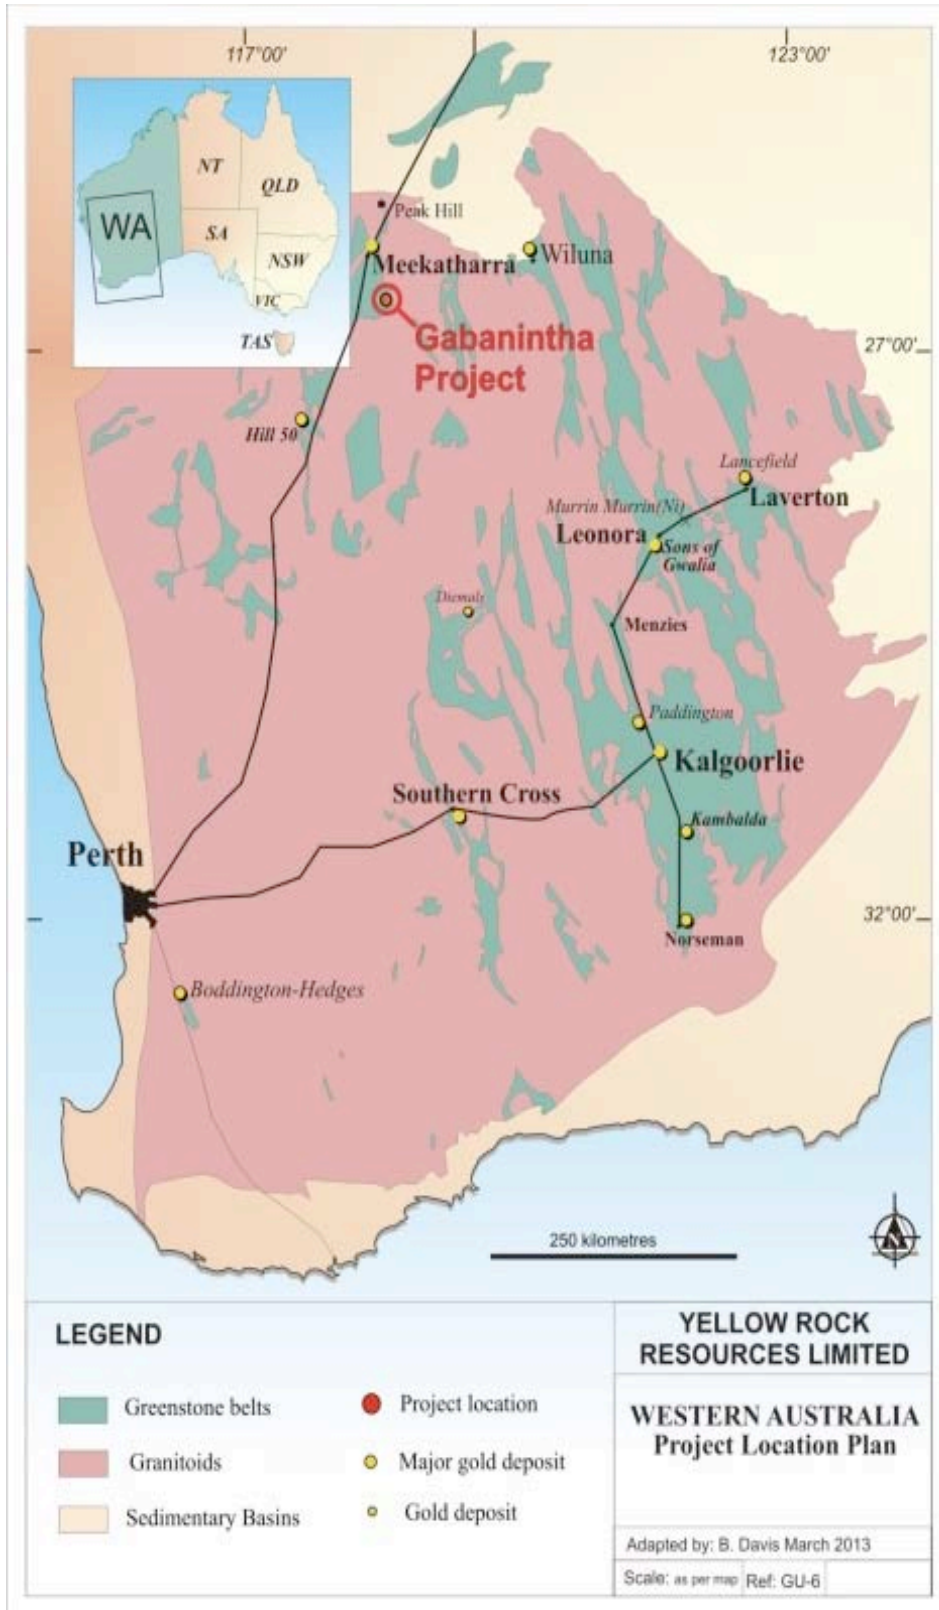 117°00'
123°00'
NT
QLD
WA
SA
NSW
VIC
TAS
Peak Hill
Meekatharra
Wiluna
Gabanintha
Project
27°00'
Hill 50
Lancefield
Laverton
Murrin Murrin(Ni)
Leonora
Sons of
Gwalia
Diemals
Menzies
Paddington
Kalgoorlie
Southern Cross
Kambalda
Perth
32°00'
Norseman
Boddington-Hedges
250 kilometres
N
LEGEND
Greenstone belts
Granitoids
Sedimentary Basins
Project location
Major gold deposit
Gold deposit
YELLOW ROCK
RESOURCES LIMITED
WESTERN AUSTRALIA
Project Location Plan
Adapted by: B. Davis March 2013
Scale: as per map Ref: GU-6